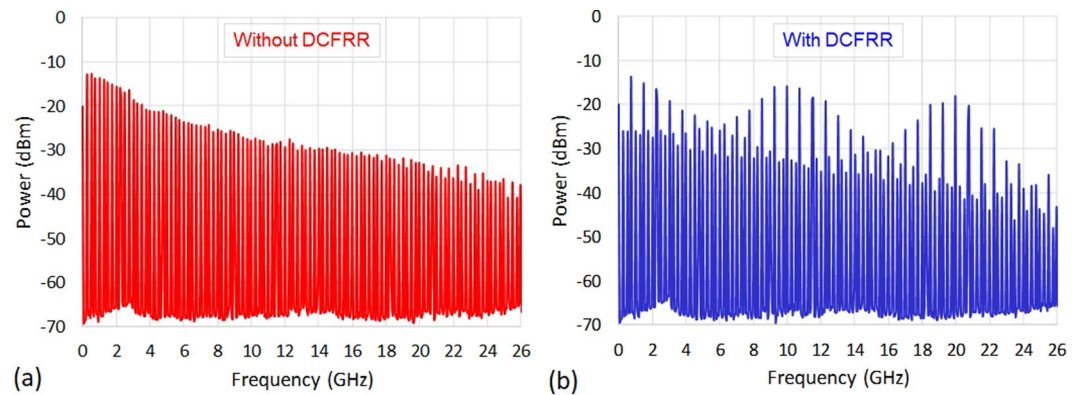 Without DCFRR
Power (dBm)
0
-10
-20
-30
-40
-50
-60
-70
0 2 4 6 8 10 12 14 16 18 20 22 24 26
Frequency (GHz)
(a)
With DCFRR
Power (dBm)
0
-10
-20
-30
-40
-50
-60
-70
0 2 4 6 8 10 12 14 16 18 20 22 24 26
Frequency (GHz)
(b)